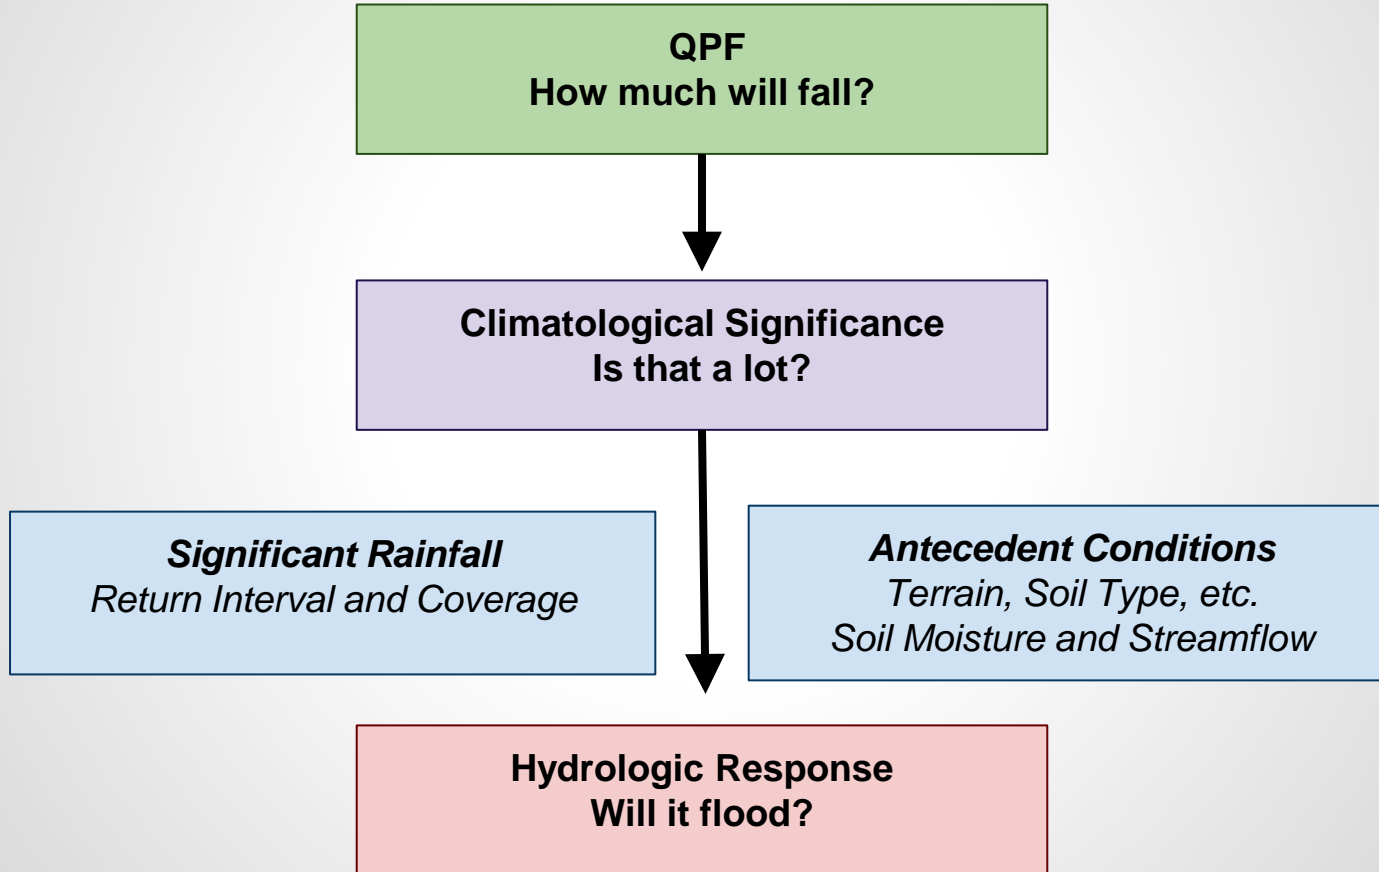 QPF
How much will fall?
Climatological Significance
Is that a lot?
Significant Rainfall
Return Interval and Coverage
Antecedent Conditions
Terrain, Soil Type, etc.
Soil Moisture and Streamflow
Hydrologic Response
Will it flood?